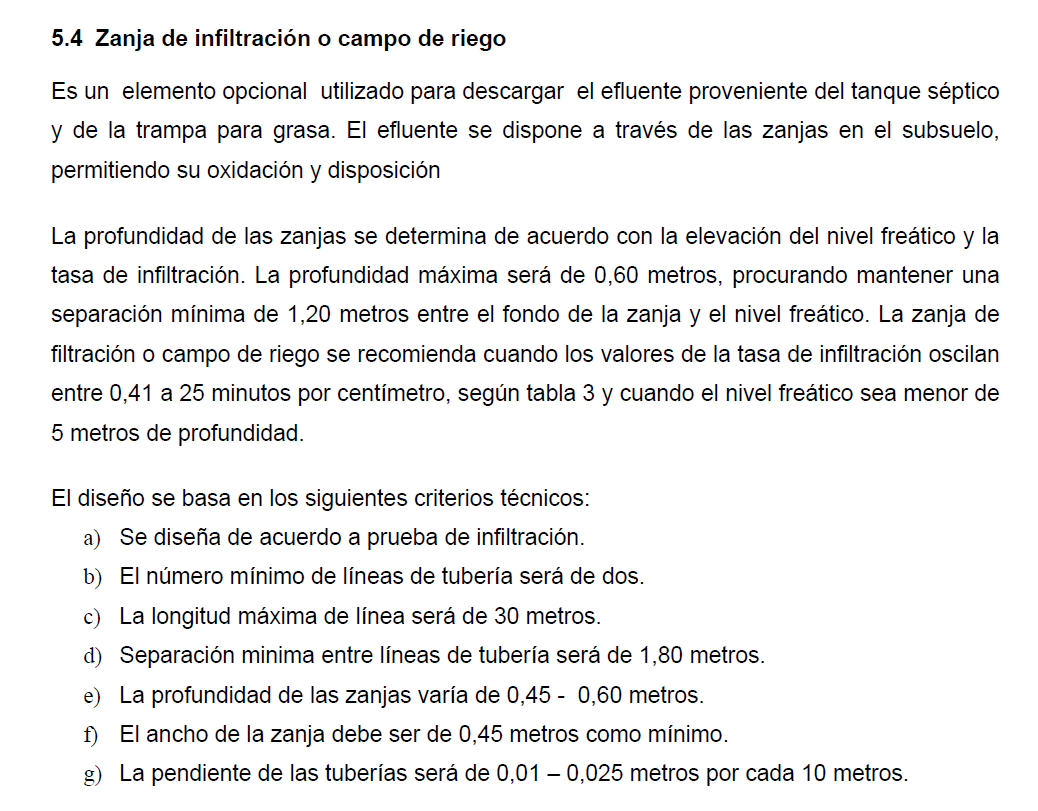 5.4 Zanja de infiltración o campo de riego
Es un elemento opcional utilizado para descargar el efluente proveniente del tanque séptico
y de la trampa para grasa. El efluente se dispone a través de las zanjas en el subsuelo,
permitiendo su oxidación y disposición
La profundidad de las zanjas se determina de acuerdo con la elevación del nivel freático y la
tasa de infiltración. La profundidad máxima será de 0,60 metros, procurando mantener una
separación mínima de 1,20 metros entre el fondo de la zanja y el nivel freático. La zanja de
filtración o campo de riego se recomienda cuando los valores de la tasa de infiltración oscilan
entre 0,41 a 25 minutos por centímetro, según tabla 3 y cuando el nivel freático sea menor de
5 metros de profundidad.
El diseño se basa en los siguientes criterios técnicos:
a) Se diseña de acuerdo a prueba de infiltración.
b) El número mínimo de líneas de tubería será de dos.
c) La longitud máxima de línea será de 30 metros.
d) Separación minima entre líneas de tubería será de 1,80 metros.
e) La profundidad de las zanjas varía de 0,45 - 0,60 metros.
f) El ancho de la zanja debe ser de 0,45 metros como mínimo.
g) La pendiente de las tuberías será de 0,01 – 0,025 metros por cada 10 metros.